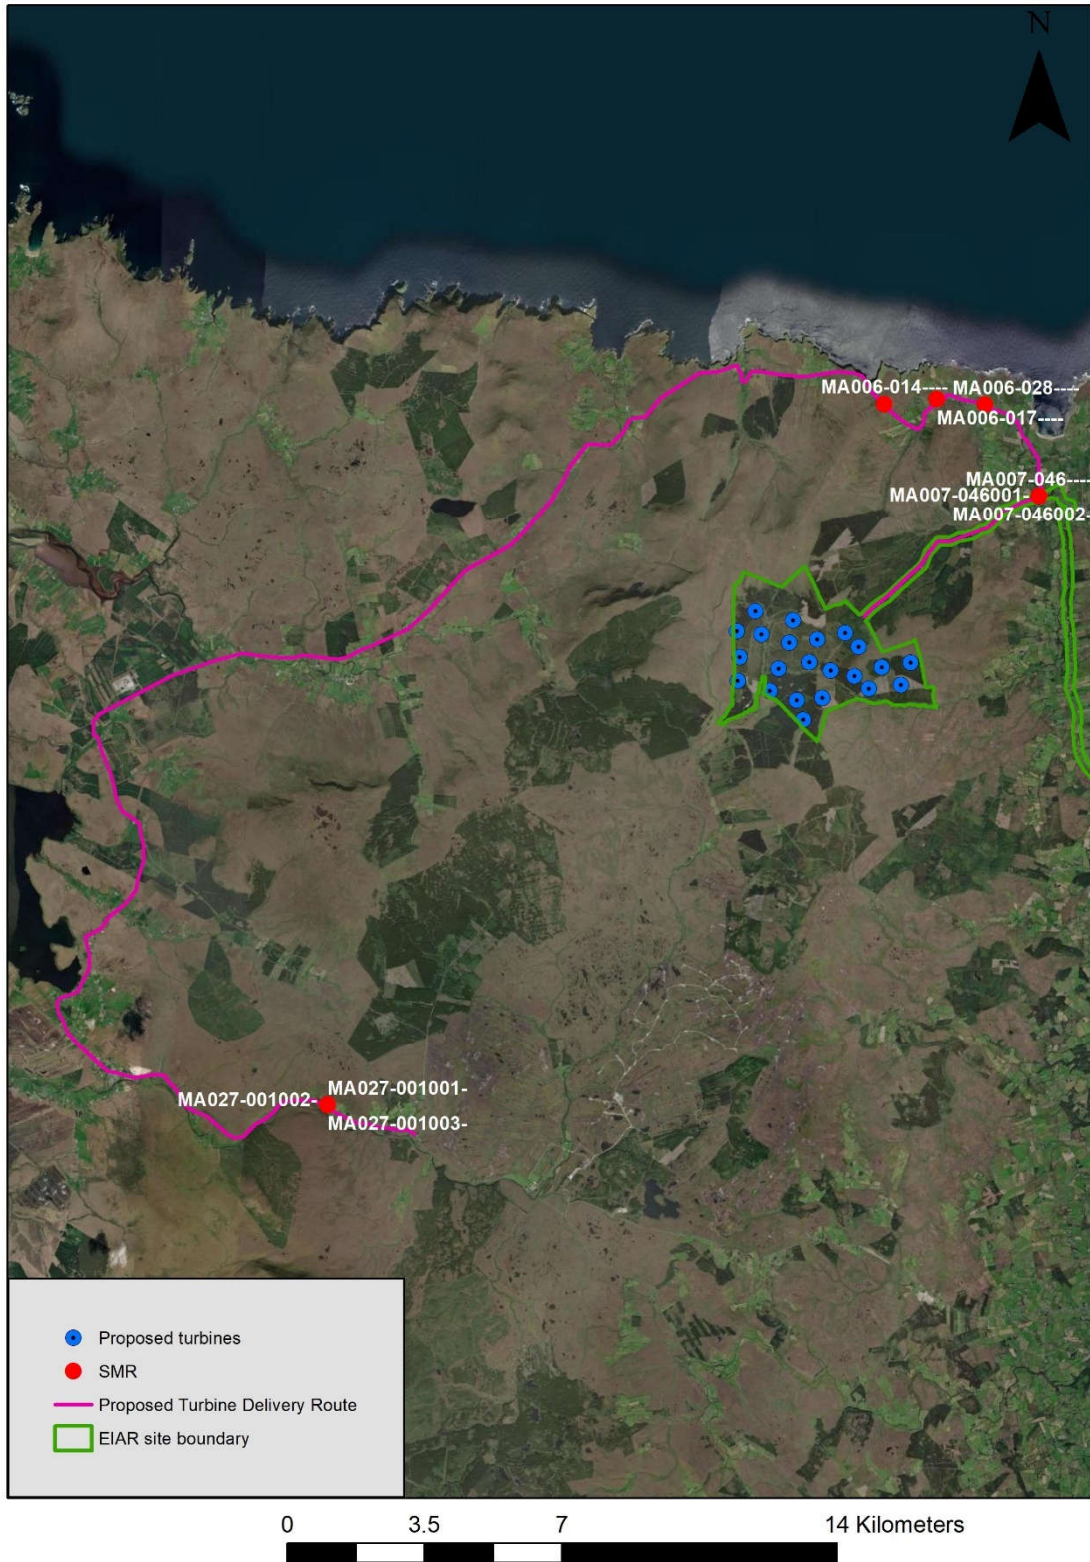 N
MA006-014---- MA006-028----
MA006-017----
MA007-046----
MA007-046001-
MA007-046002-
MA027-001001-
MA027-001002-
MA027-001003-
Proposed turbines
SMR
Proposed Turbine Delivery Route
EIAR site boundary
0 3.5 7 14 Kilometers